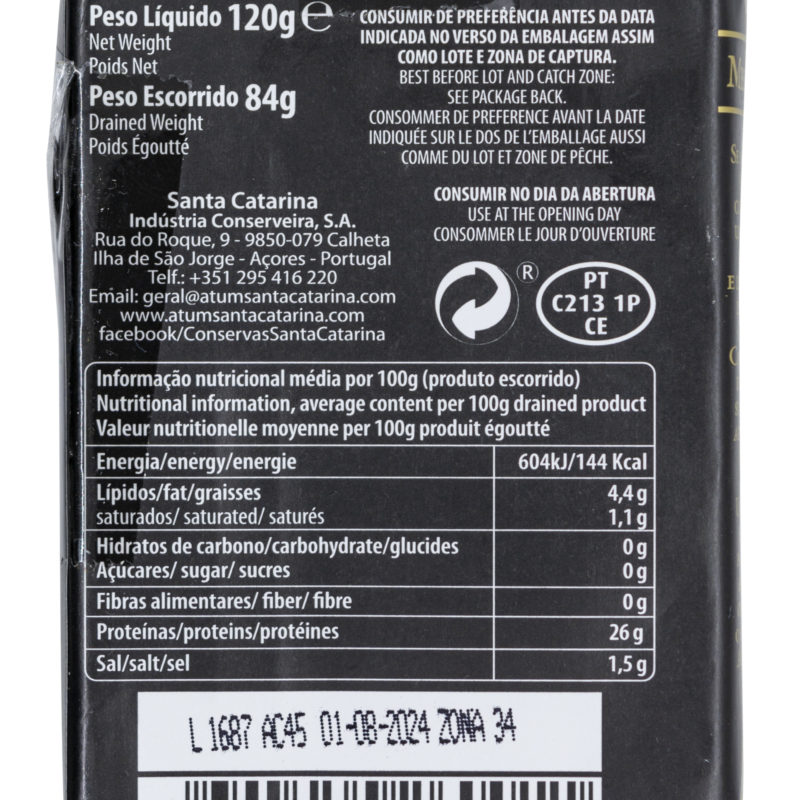 Peso Líquido 120g ℮
Net Weight
Poids Net
Peso Escorrido 84g
Drained Weight
Poids Égoutté
CONSUMIR DE PREFERÊNCIA ANTES DA DATA
INDICADA NO VERSO DA EMBALAGEM ASSIM
COMO LOTE E ZONA DE CAPTURA.
BEST BEFORE LOT AND CATCH ZONE:
SEE PACKAGE BACK.
CONSOMMER DE PREFERENCE AVANT LA DATE
INDIQUÉE SUR LE DOS DE L'EMBALLAGE AUSSI
COMME DU LOT ET ZONE DE PÊCHE.
Santa Catarina
Indústria Conserveira, S.A.
Rua do Roque, 9 - 9850-079 Calheta
Ilha de São Jorge - Açores - Portugal
Telf.: +351 295 416 220
Email: geral@atumsantacatarina.com
www.atumsantacatarina.com
facebook/ConservasSantaCatarina
CONSUMIR NO DIA DA ABERTURA
USE AT THE OPENING DAY
CONSOMMER LE JOUR D'OUVERTURE
®
PT
C213 1P
CE
Informação nutricional média por 100g (produto escorrido)
Nutritional information, average content per 100g drained product
Valeur nutritionelle moyenne per 100g produit égoutté
Energia/energy/energie 604kJ/144 Kcal
Lípidos/fat/graisses 4,4 g
saturados/ saturated/ saturés 1,1 g
Hidratos de carbono/carbohydrate/glucides 0 g
Açúcares/ sugar/ sucres 0 g
Fibras alimentares/ fiber/ fibre 0 g
Proteínas/proteins/protéines 26 g
Sal/salt/sel 1,5 g
L 1687 AC45 01-08-2024 ZONA 34